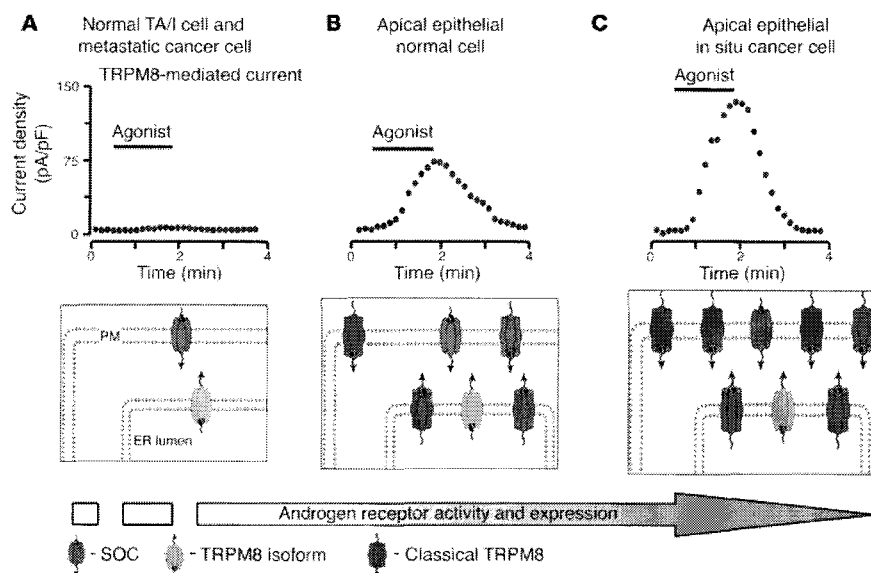 A
Normal TA/I cell and
metastatic cancer cell
TRPM8-mediated current
150
75
0
Current density
(pA/pF)
Agonist
0 2 4
Time (min)
B
Apical epithelial
normal cell
Agonist
0 2 4
Time (min)
C
Apical epithelial
in situ cancer cell
Agonist
0 2 4
Time (min)
PM
ER lumen
Androgen receptor activity and expression
- SOC
- TRPM8 isoform
- Classical TRPM8